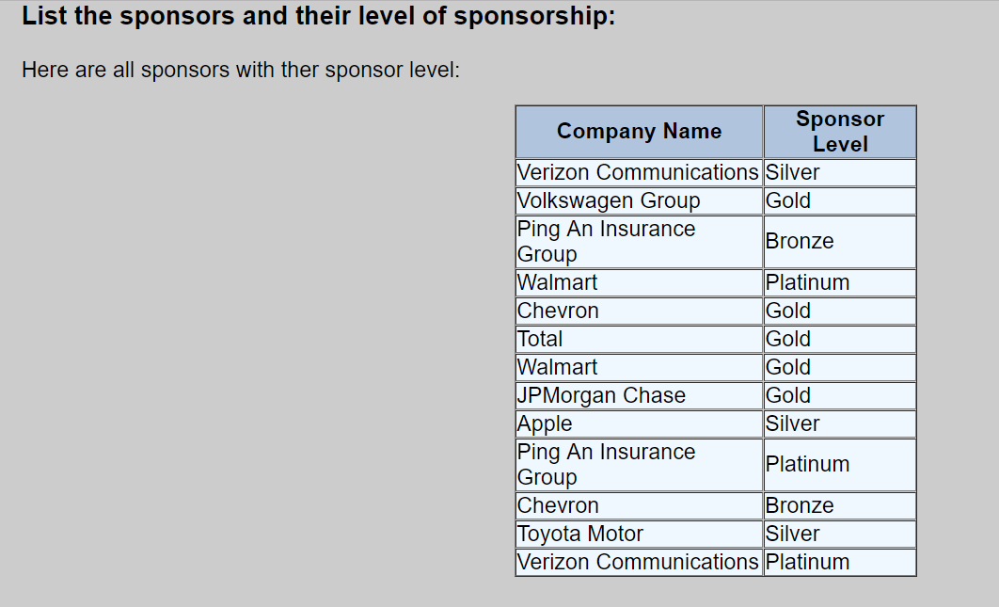 List the sponsors and their level of sponsorship:
Here are all sponsors with ther sponsor level:
Company Name Sponsor
Level
Verizon Communications Silver
Volkswagen Group Gold
Ping An Insurance
Group Bronze
Walmart Platinum
Chevron Gold
Total Gold
Walmart Gold
JPMorgan Chase Gold
Apple Silver
Ping An Insurance
Group Platinum
Chevron Bronze
Toyota Motor Silver
Verizon Communications Platinum